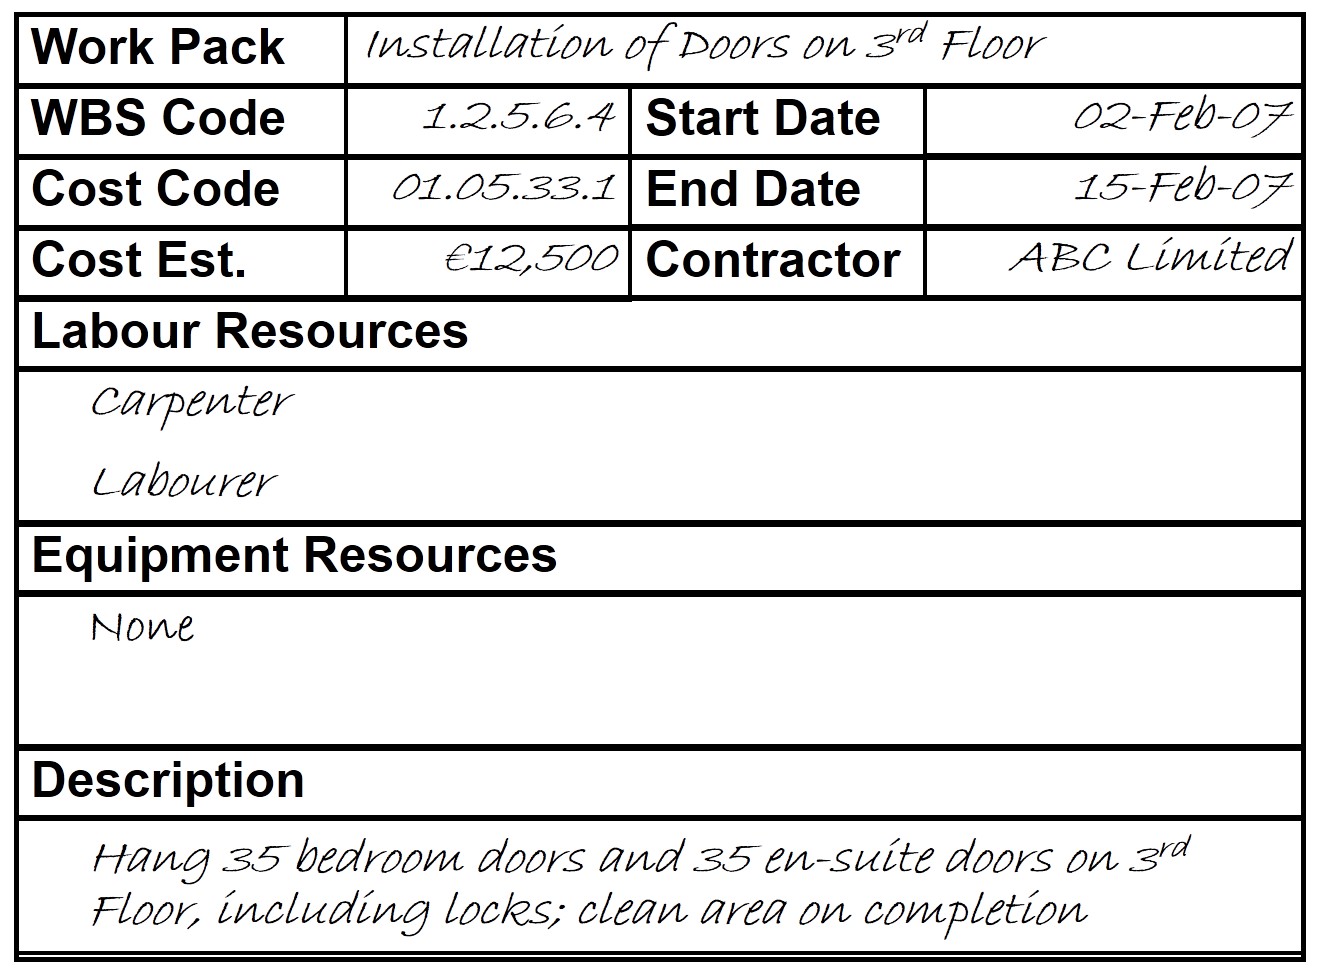 Work Pack Installation of Doors on 3rd Floor
WBS Code 1.2.5.6.4 Start Date 02-Feb-07
Cost Code 01.05.33.1 End Date 15-Feb-07
Cost Est. €12,500 Contractor ABC Limited
Labour Resources
Carpenter
Labourer
Equipment Resources
None
Description
Hang 35 bedroom doors and 35 en-suite doors on 3rd
Floor, including locks; clean area on completion